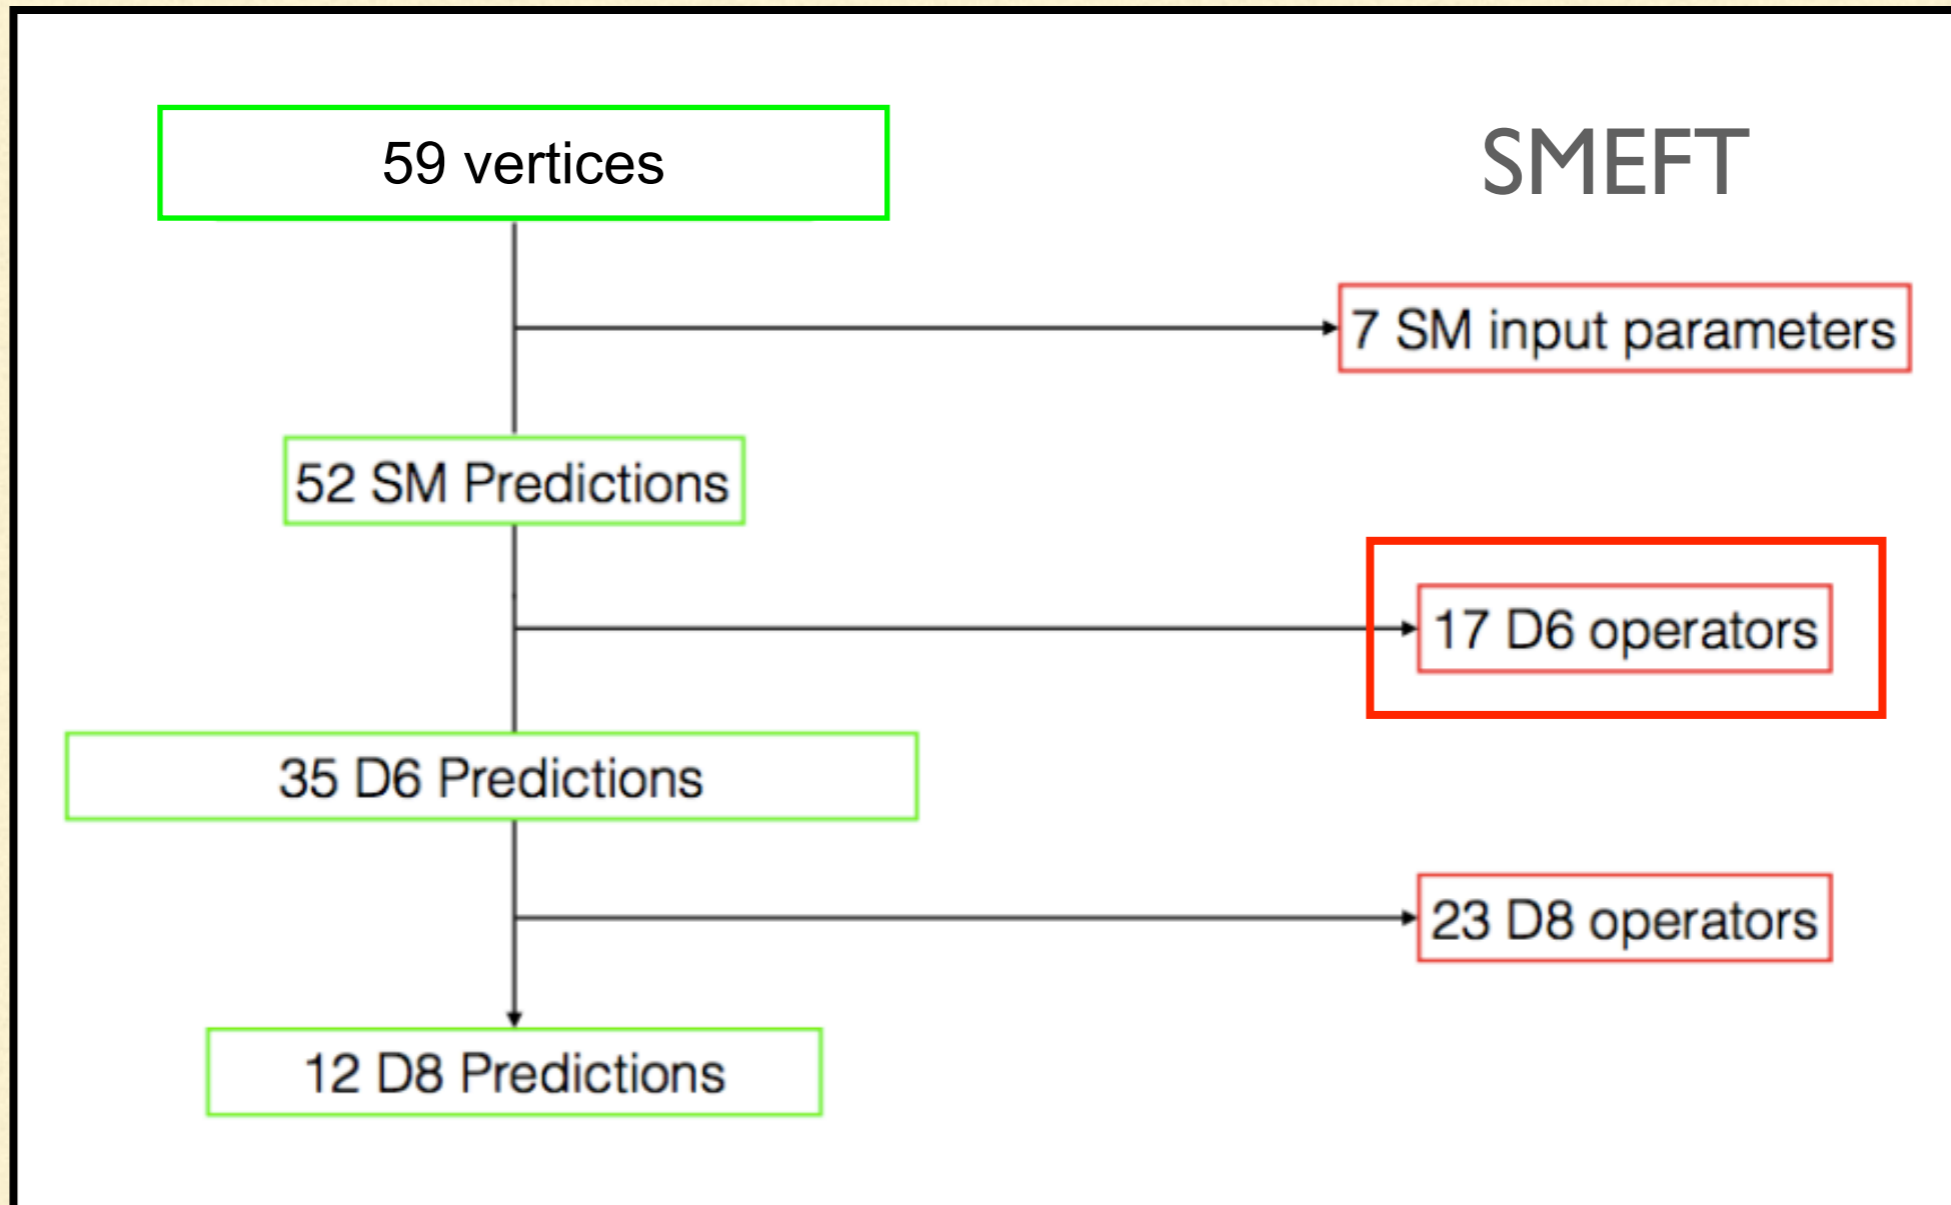 59 vertices
SMEFT
7 SM input parameters
52 SM Predictions
17 D6 operators
35 D6 Predictions
23 D8 operators
12 D8 Predictions